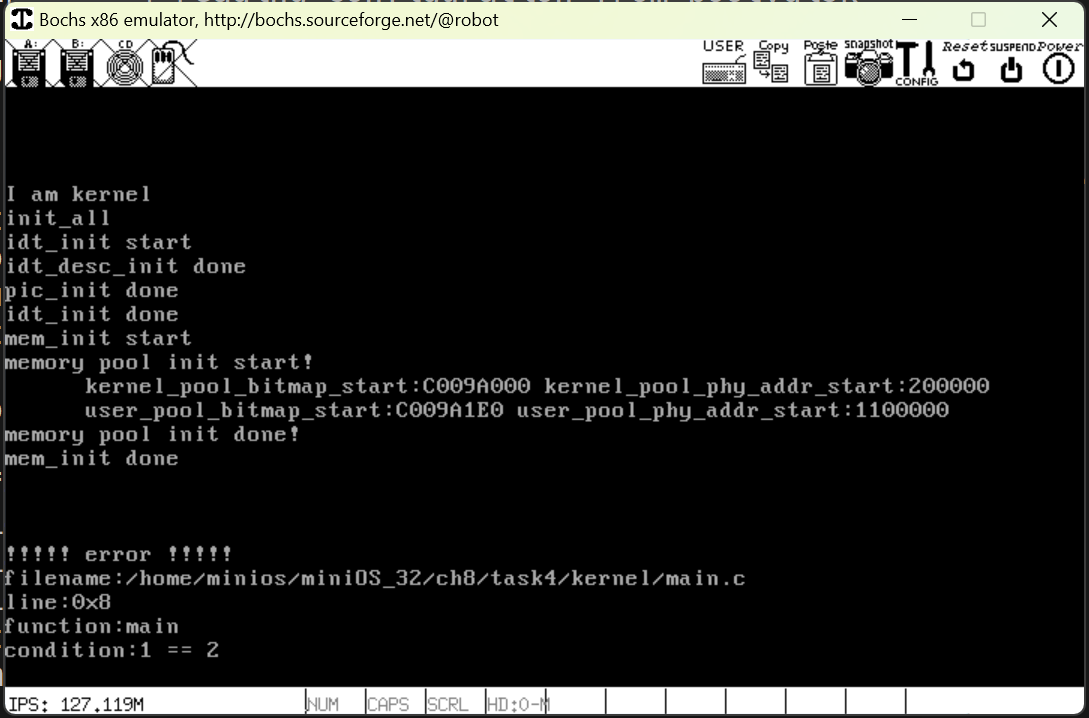 Bochs x86 emulator, http://bochs.sourceforge.net/@robot
A: B: CD USER Copy Paste snapshot CONFIG Reset SUSPEND Power
I am kernel
init_all
idt_init start
idt_desc_init done
pic_init done
idt_init done
mem_init start
memory pool init start!
kernel_pool_bitmap_start:C009A000 kernel_pool_phy_addr_start:200000
user_pool_bitmap_start:C009A1E0 user_pool_phy_addr_start:1100000
memory pool init done!
mem_init done
!!!!! error !!!!!
filename:/home/minios/miniOS_32/ch8/task4/kernel/main.c
line:0x8
function:main
condition:1 == 2
IPS: 127.119M NUM CAPS SCRL HD:0-M